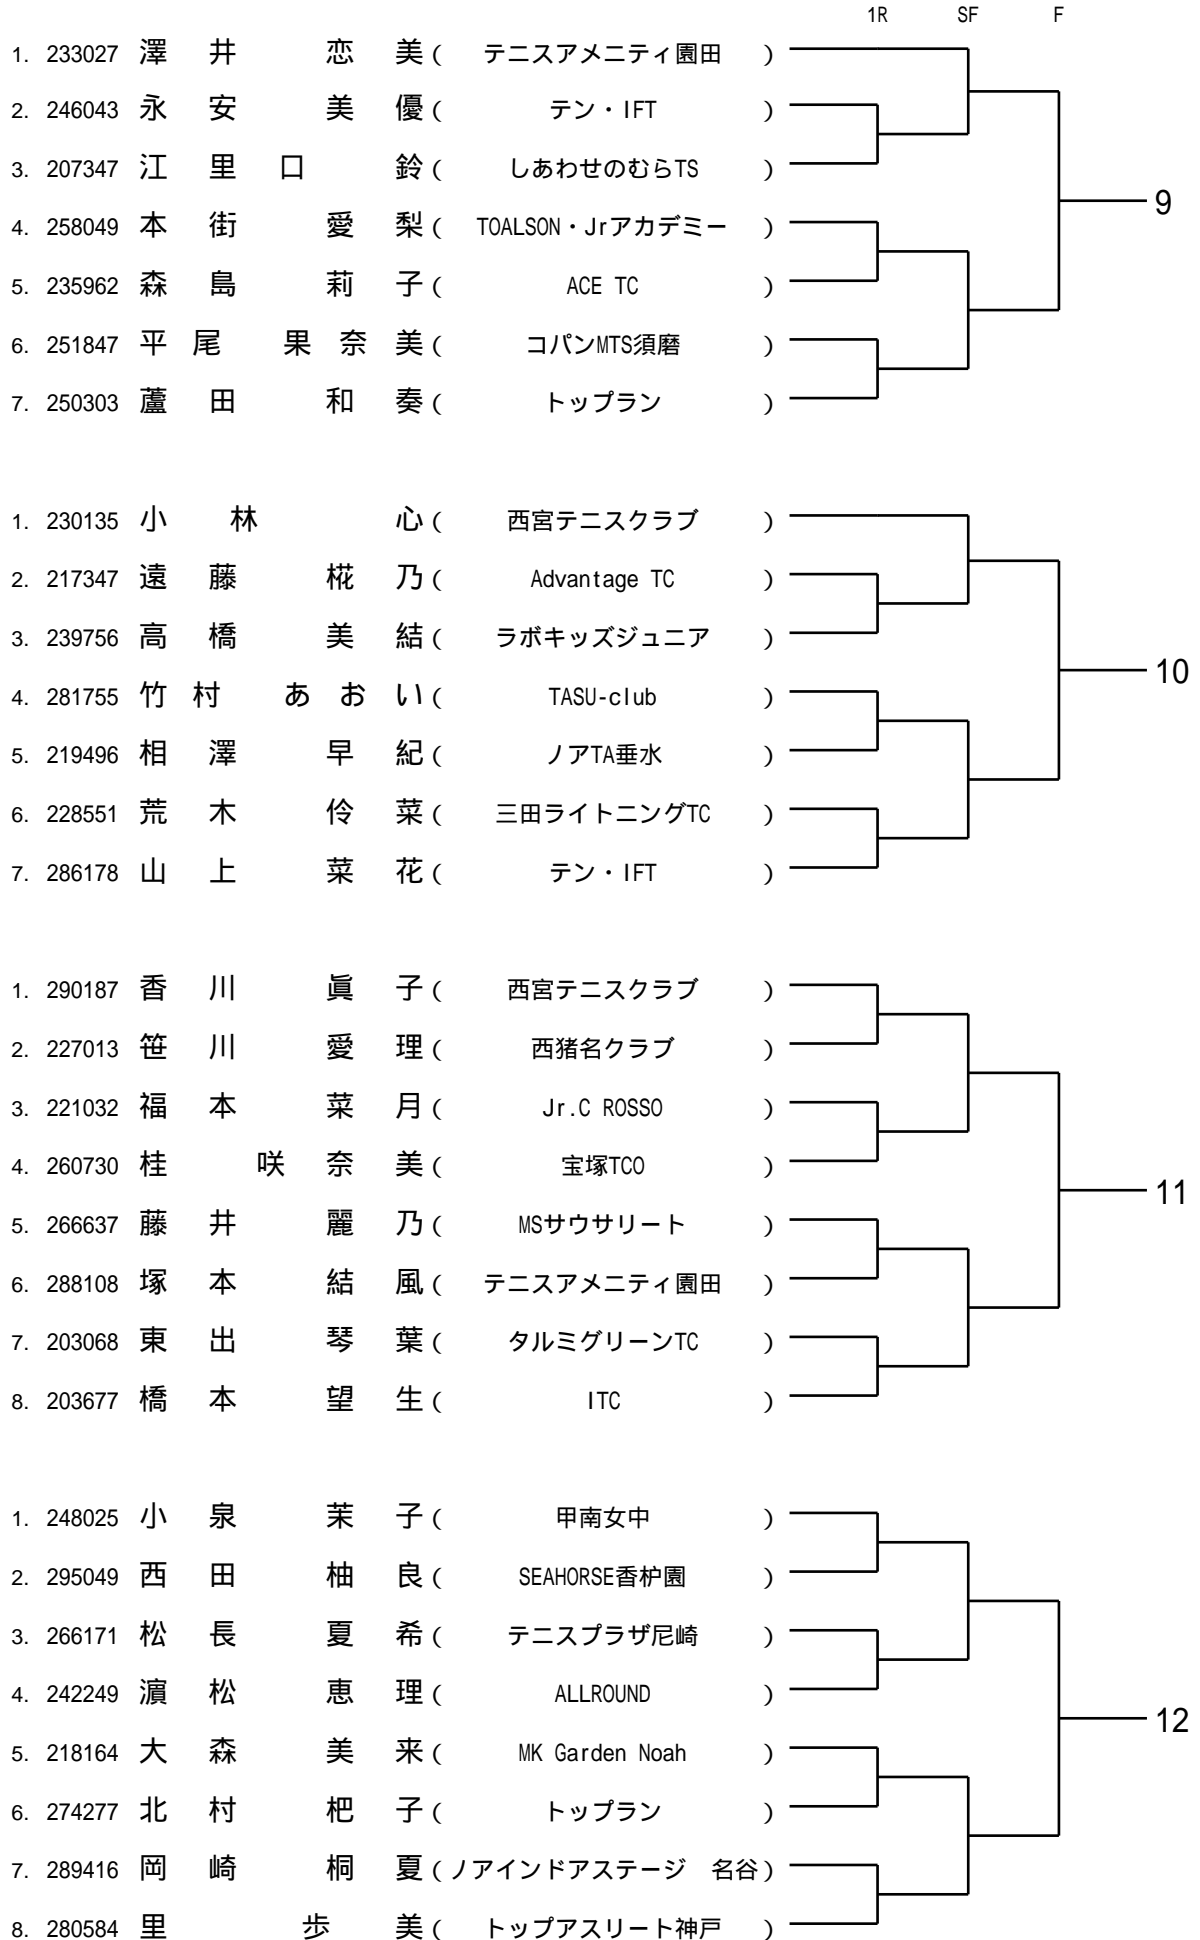 1R SF F
1. 233027 澤井 恋美 ( テニスアメニティ園田 )
2. 246043 永安 美優 ( テン・IFT )
3. 207347 江里口 鈴 ( しあわせのむらTS )
9
4. 258049 本街 愛梨 ( TOALSON・Jrアカデミー )
5. 235962 森島 莉子 ( ACE TC )
6. 251847 平尾 果奈美 ( コパンMTS須磨 )
7. 250303 蘆田 和奏 ( トップラン )
1. 230135 小林 心 ( 西宮テニスクラブ )
2. 217347 遠藤 椛乃 ( Advantage TC )
3. 239756 高橋 美結 ( ラボキッズジュニア )
10
4. 281755 竹村 あおい ( TASU-club )
5. 219496 相澤 早紀 ( ノアTA垂水 )
6. 228551 荒木 伶菜 ( 三田ライトニングTC )
7. 286178 山上 菜花 ( テン・IFT )
1. 290187 香川 眞子 ( 西宮テニスクラブ )
2. 227013 笹川 愛理 ( 西猪名クラブ )
3. 221032 福本 菜月 ( Jr.C ROSSO )
4. 260730 桂 咲奈美 ( 宝塚TCO )
11
5. 266637 藤井 麗乃 ( MSサウサリート )
6. 288108 塚本 結風 ( テニスアメニティ園田 )
7. 203068 東出 琴葉 ( タルミグリーンTC )
8. 203677 橋本 望生 ( ITC )
1. 248025 小泉 茉子 ( 甲南女中 )
2. 295049 西田 柚良 ( SEAHORSE香枦園 )
3. 266171 松長 夏希 ( テニスプラザ尼崎 )
4. 242249 濵松 恵理 ( ALLROUND )
12
5. 218164 大森 美来 ( MK Garden Noah )
6. 274277 北村 杷子 ( トップラン )
7. 289416 岡崎 桐夏 ( ノアインドアステージ 名谷 )
8. 280584 里 歩美 ( トップアスリート神戸 )